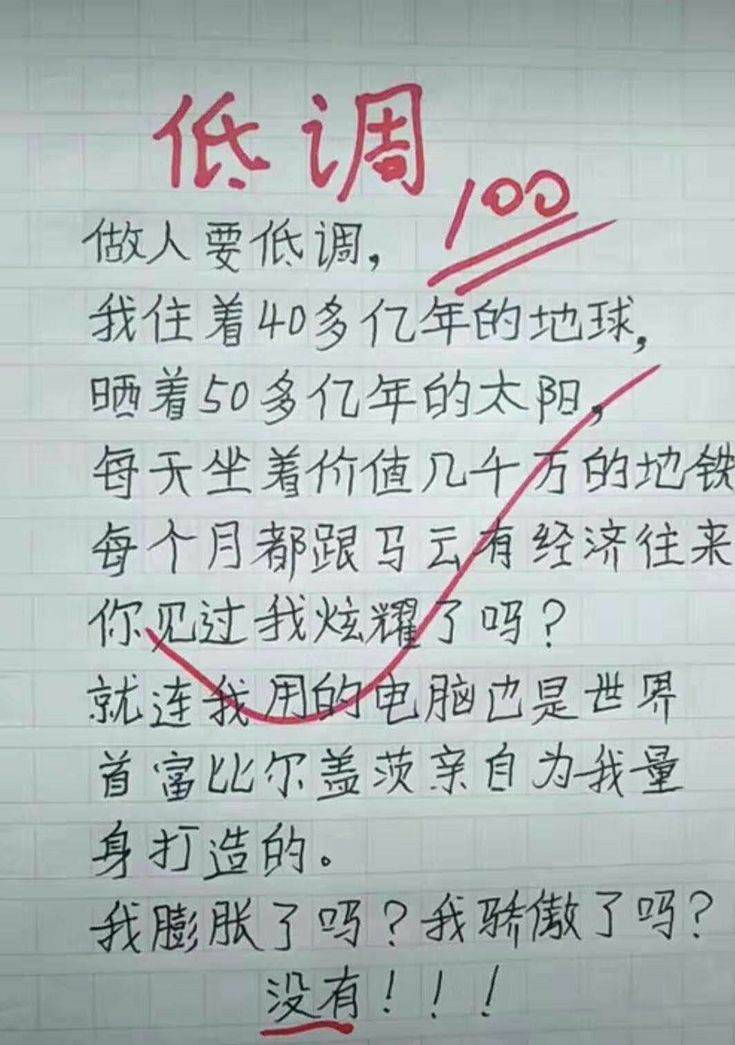 低调
100
做人要低调，
我住着40多亿年的地球，
晒着50多亿年的太阳，
每天坐着价值几千万的地铁
每个月都跟马云有经济往来
你见过我炫耀了吗？
就连我用的电脑也是世界
首富比尔盖茨亲自为我量
身打造的。
我膨胀了吗？我骄傲了吗？
没有！！！